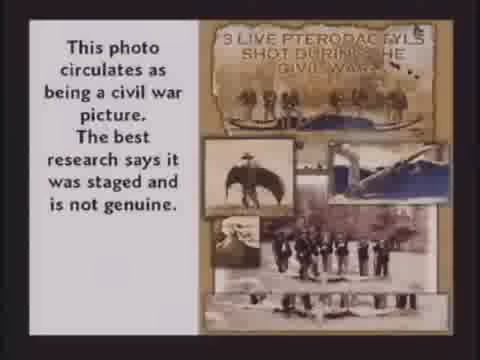 This photo
circulates as
being a civil war
picture.
The best
research says it
was staged and
is not genuine.
3 LIVE PTERODACTYLS
SHOT DURING THE
CIVIL WAR